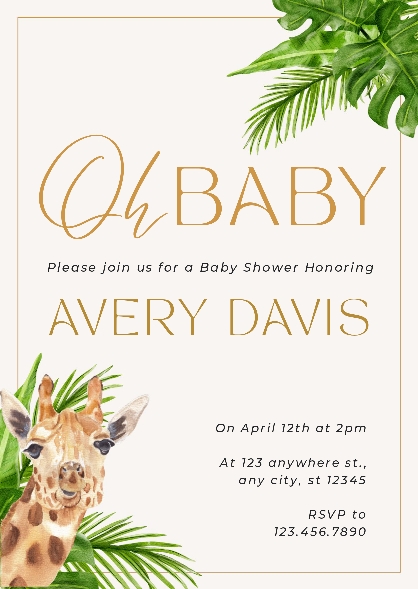 Oh BABY
Please join us for a Baby Shower Honoring
AVERY DAVIS
On April 12th at 2pm
At 123 anywhere st.,
any city, st 12345
RSVP to
123.456.7890